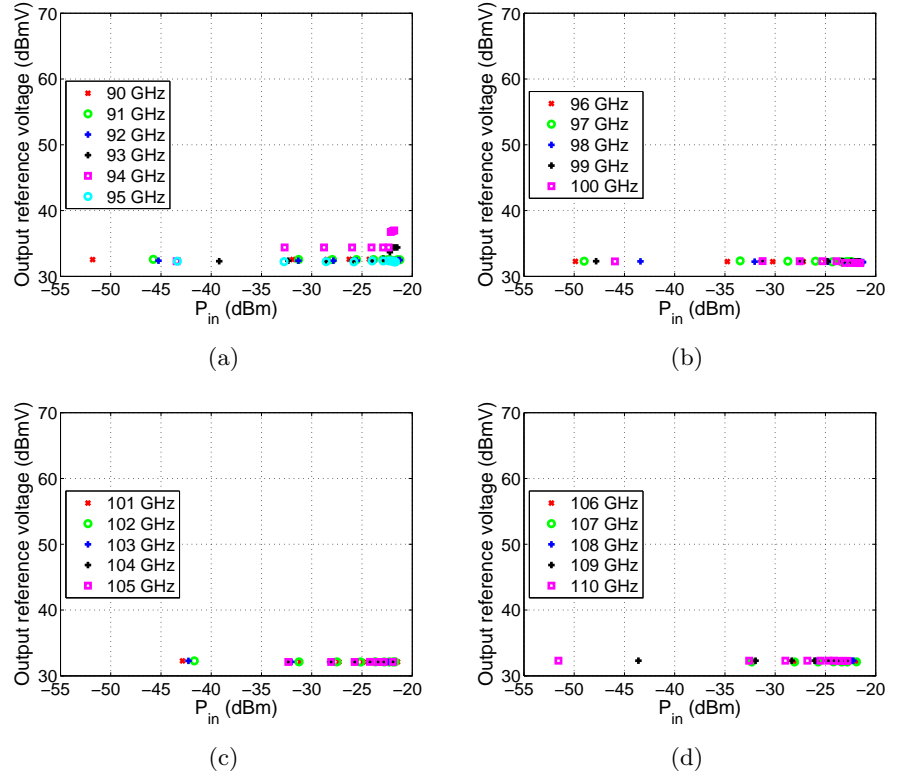 70
60
50
40
30
Output reference voltage (dBmV)
90 GHz
91 GHz
92 GHz
93 GHz
94 GHz
95 GHz
−55 −50 −45 −40 −35 −30 −25 −20
P_in (dBm)
(a)
70
60
50
40
30
Output reference voltage (dBmV)
96 GHz
97 GHz
98 GHz
99 GHz
100 GHz
−55 −50 −45 −40 −35 −30 −25 −20
P_in (dBm)
(b)
70
60
50
40
30
Output reference voltage (dBmV)
101 GHz
102 GHz
103 GHz
104 GHz
105 GHz
−55 −50 −45 −40 −35 −30 −25 −20
P_in (dBm)
(c)
70
60
50
40
30
Output reference voltage (dBmV)
106 GHz
107 GHz
108 GHz
109 GHz
110 GHz
−55 −50 −45 −40 −35 −30 −25 −20
P_in (dBm)
(d)